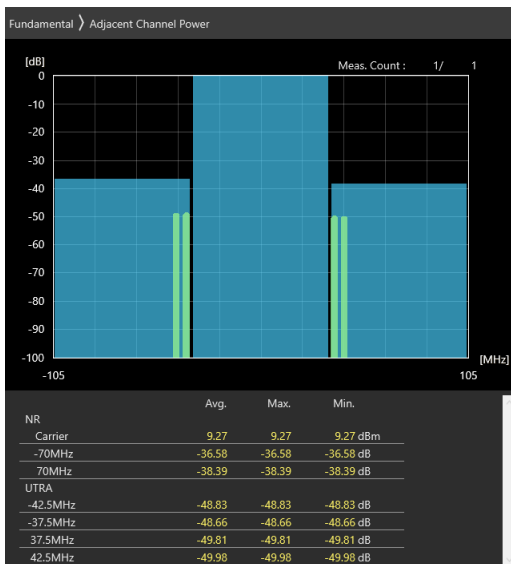 Fundamental 〉 Adjacent Channel Power
[dB]
Meas. Count : 1/ 1
0
-10
-20
-30
-40
-50
-60
-70
-80
-90
-100
[MHz]
-105 105
Avg. Max. Min.
NR
Carrier 9.27 9.27 9.27 dBm
-70MHz -36.58 -36.58 -36.58 dB
70MHz -38.39 -38.39 -38.39 dB
UTRA
-42.5MHz -48.83 -48.83 -48.83 dB
-37.5MHz -48.66 -48.66 -48.66 dB
37.5MHz -49.81 -49.81 -49.81 dB
42.5MHz -49.98 -49.98 -49.98 dB